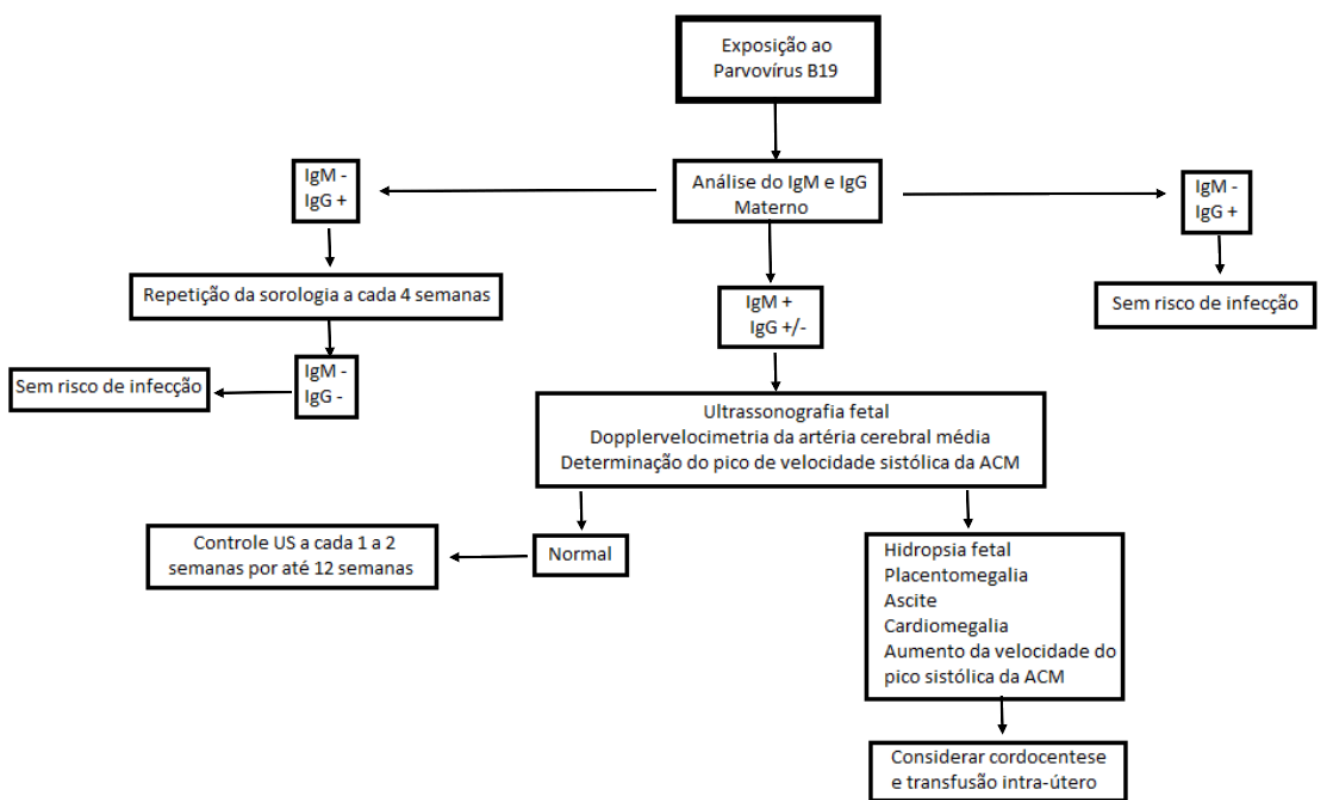 Exposição ao
Parvovírus B19
Análise do IgM e IgG
Materno
IgM -
IgG +
Repetição da sorologia a cada 4 semanas
IgM -
IgG -
Sem risco de infecção
IgM +
IgG +/-
Ultrassonografia fetal
Dopplervelocimetria da artéria cerebral média
Determinação do pico de velocidade sistólica da ACM
Normal
Controle US a cada 1 a 2
semanas por até 12 semanas
Hidropsia fetal
Placentomegalia
Ascite
Cardiomegalia
Aumento da velocidade do
pico sistólica da ACM
Considerar cordocentese
e transfusão intra-útero
IgM -
IgG +
Sem risco de infecção